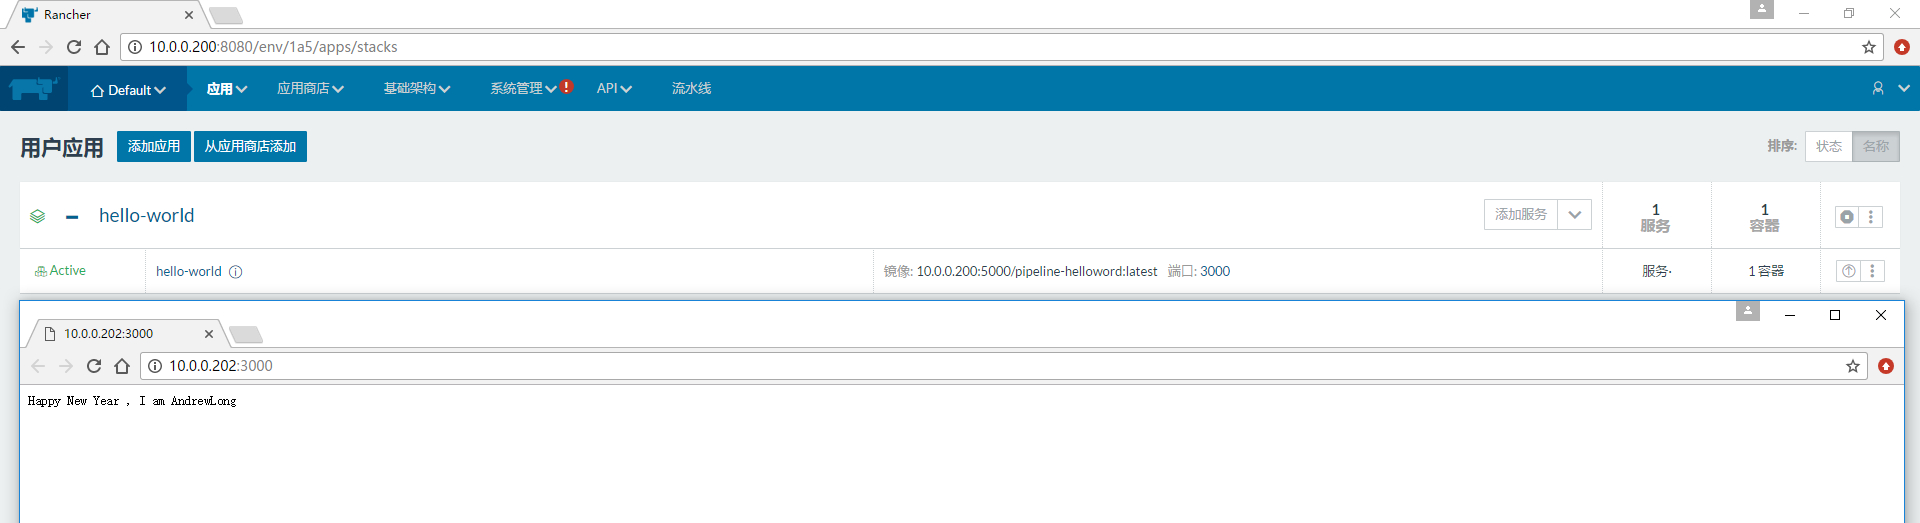 Rancher
10.0.0.200:8080/env/1a5/apps/stacks
Default 应用 应用商店 基础架构 系统管理 ! API 流水线
用户应用 添加应用 从应用商店添加 排序: 状态 名称
hello-world 添加服务 1 服务 1 容器
Active hello-world 镜像: 10.0.0.200:5000/pipeline-helloword:latest 端口: 3000 服务· 1 容器
10.0.0.202:3000
10.0.0.202:3000
Happy New Year , I am AndrewLong